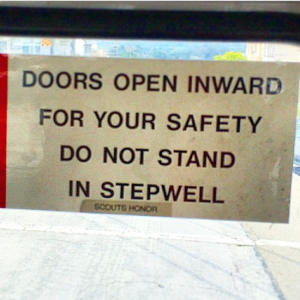 DOORS OPEN INWARD
FOR YOUR SAFETY
DO NOT STAND
IN STEPWELL
SCOUTS HONOR